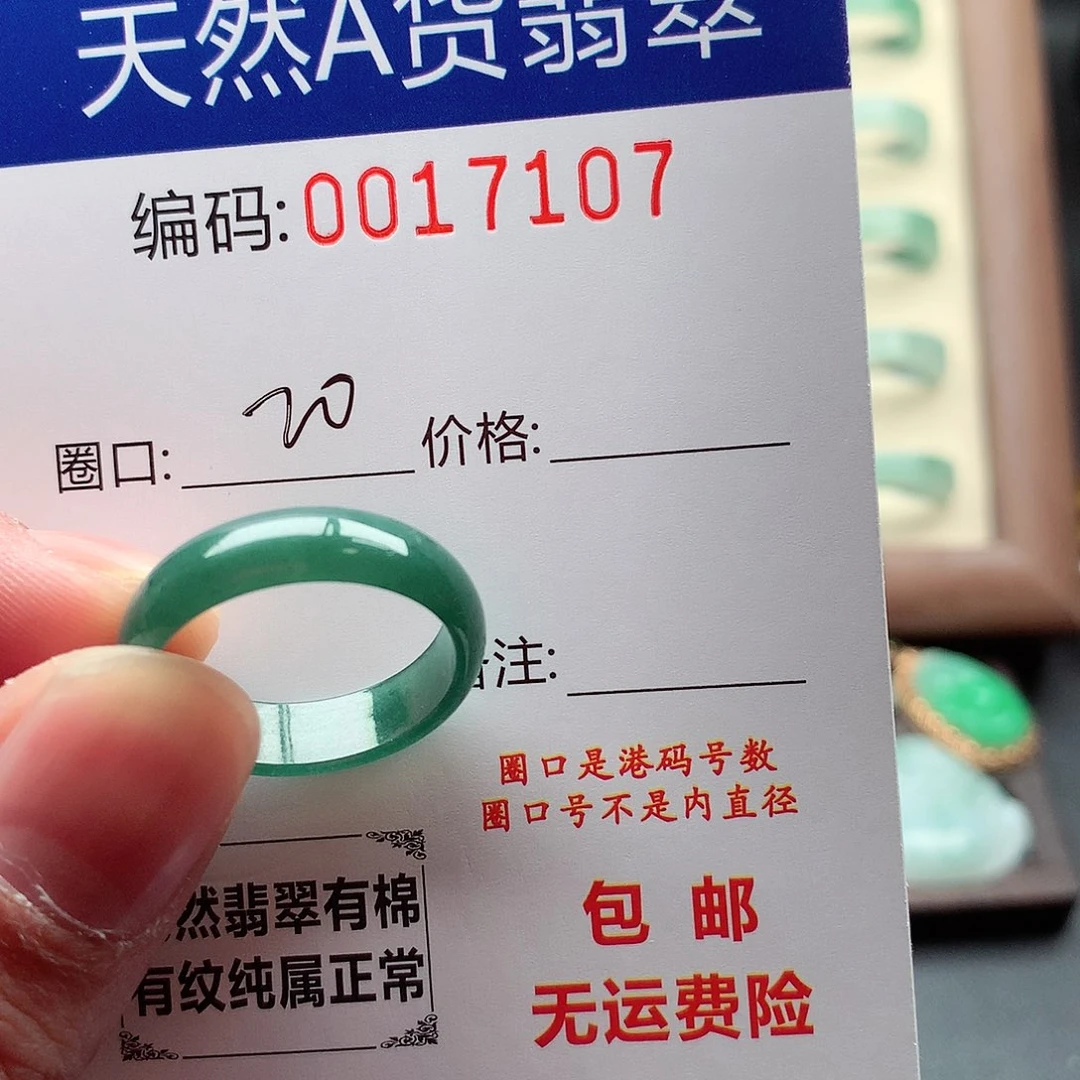 天然A货翡翠
编码:0017107
圈口: 20 价格:
注:
圈口是港码号数
圈口号不是内直径
然翡翠有棉
有纹纯属正常
包 邮
无运费险